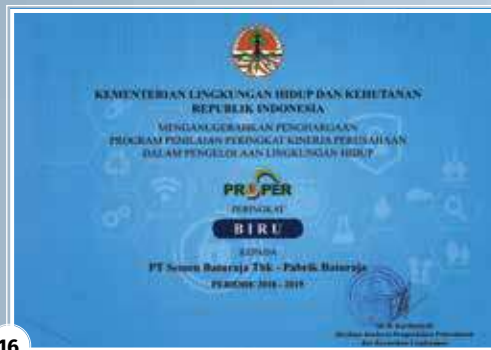 KEMENTERIAN LINGKUNGAN HIDUP DAN KEHUTANAN
REPUBLIK INDONESIA
MENGANUGERAHKAN PENGHARGAAN
PROGRAM PENILAIAN PERINGKAT KINERJA PERUSAHAAN
DALAM PENGELOLAAN LINGKUNGAN HIDUP
PROPER
PERINGKAT
BIRU
KEPADA
PT Semen Baturaja Tbk - Pabrik Baturaja
PERIODE 2018 - 2019
16